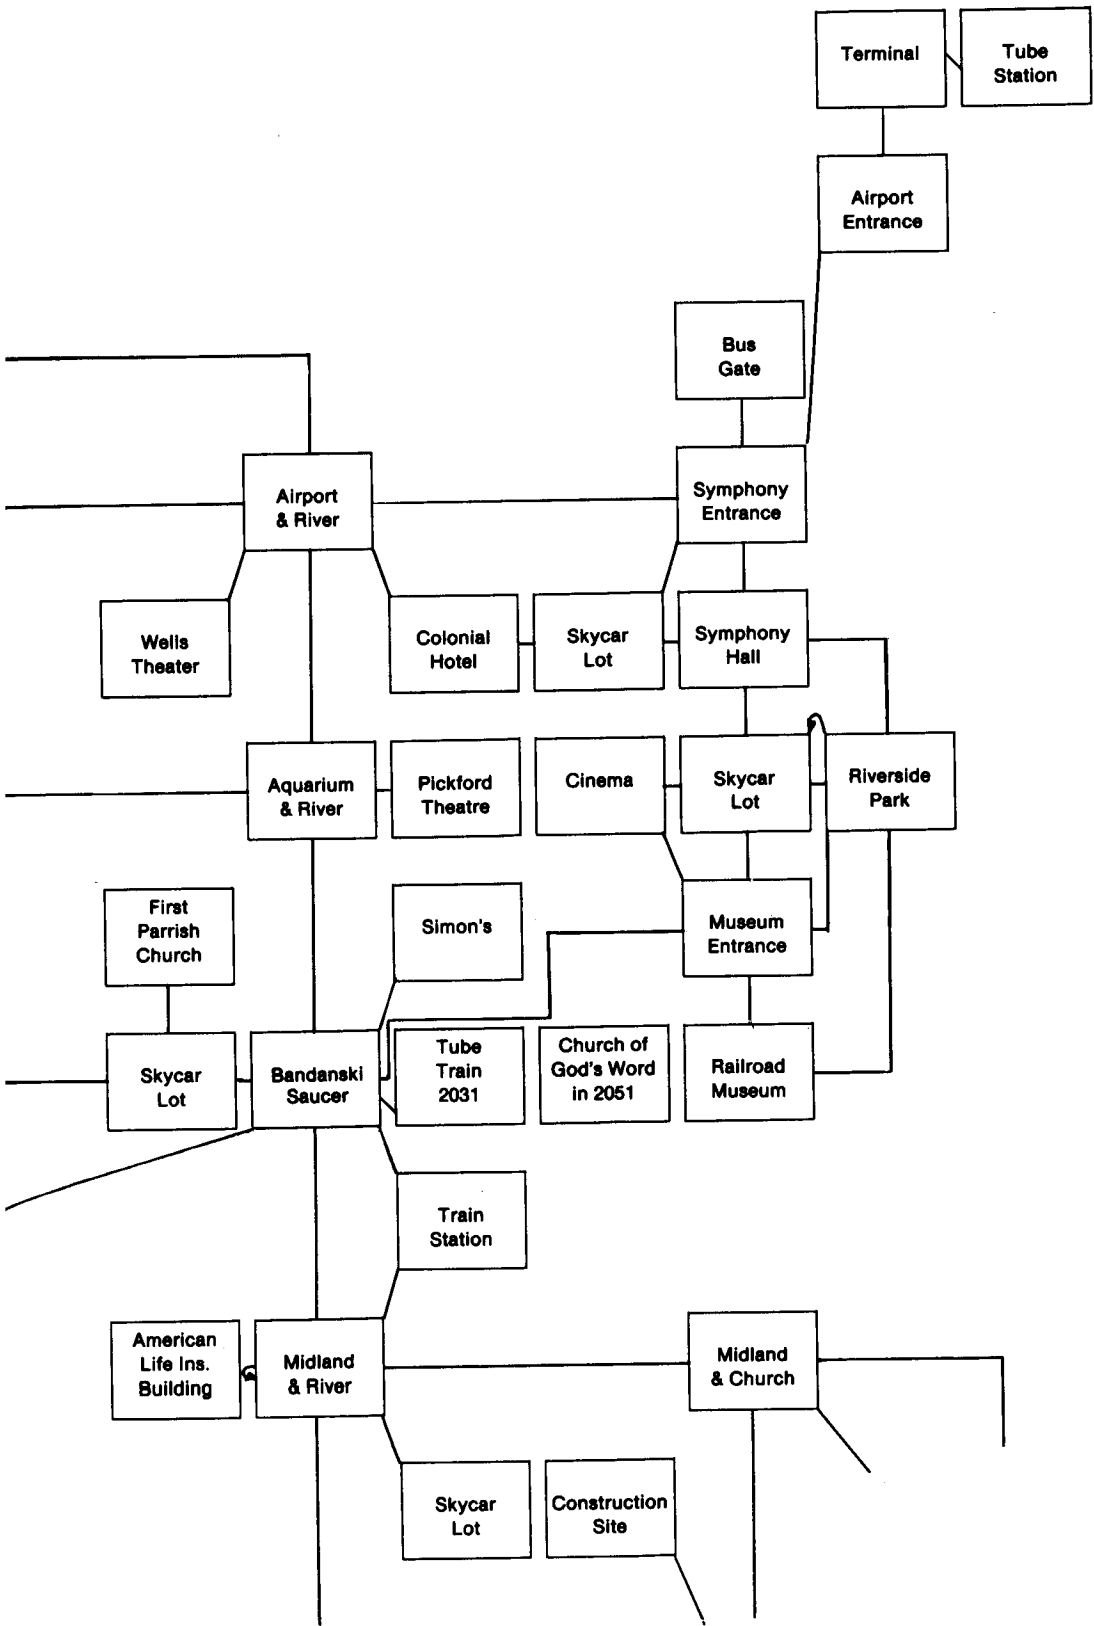 Terminal
Tube
Station
Airport
Entrance
Bus
Gate
Airport
& River
Symphony
Entrance
Wells
Theater
Colonial
Hotel
Skycar
Lot
Symphony
Hall
Aquarium
& River
Pickford
Theatre
Cinema
Skycar
Lot
Riverside
Park
First
Parrish
Church
Simon's
Museum
Entrance
Skycar
Lot
Bandanski
Saucer
Tube
Train
2031
Church of
God's Word
in 2051
Railroad
Museum
Train
Station
American
Life Ins.
Building
Midland
& River
Midland
& Church
Skycar
Lot
Construction
Site